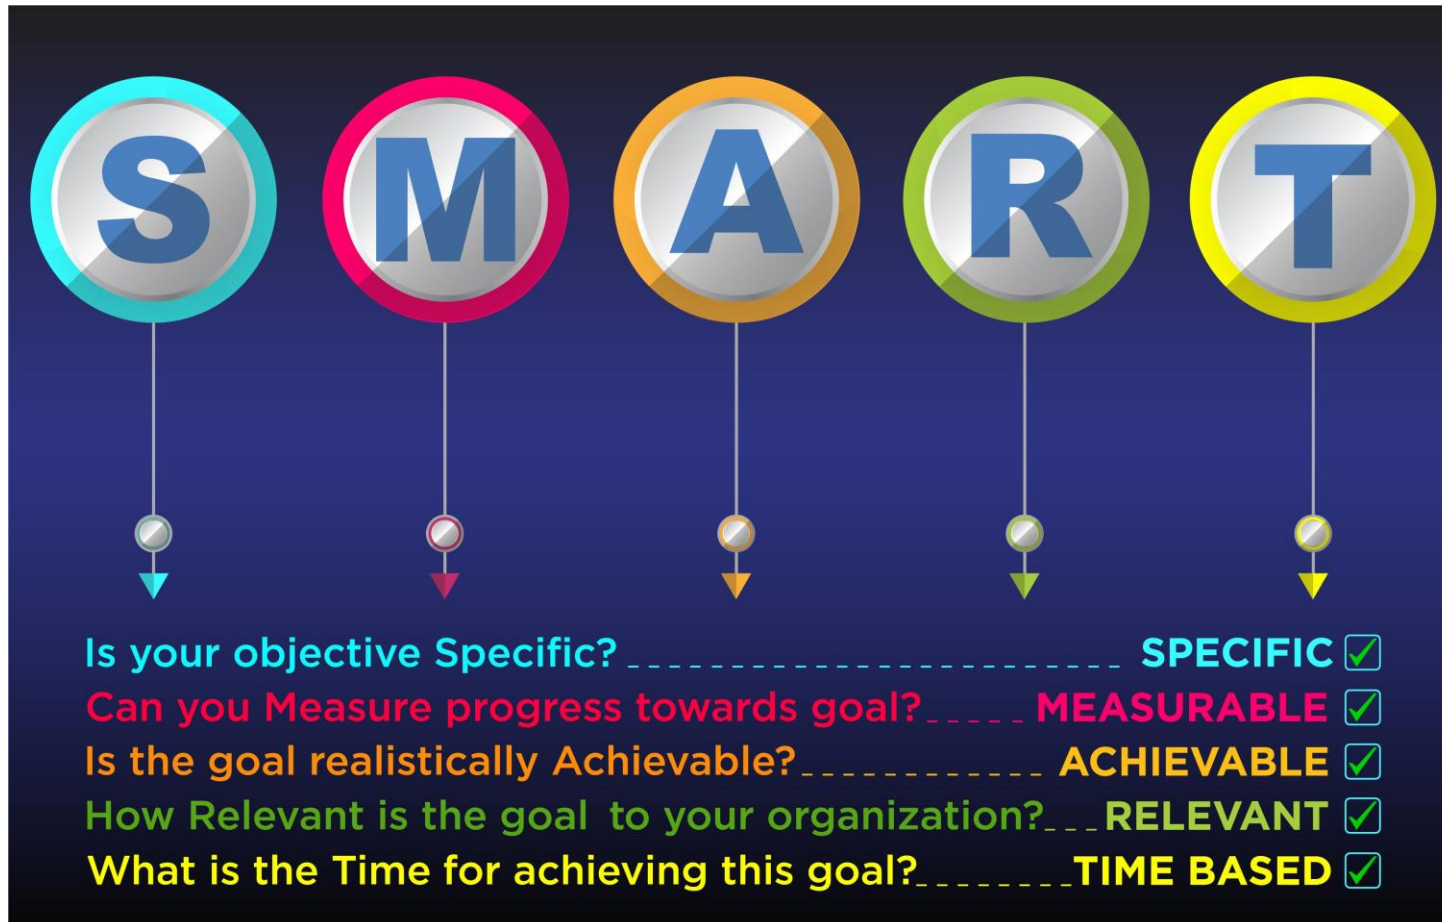 S M A R T
Is your objective Specific? _ _ _ _ _ _ _ _ _ _ _ _ _ _ _ _ _ _ _ _ _ _ _ _ _ SPECIFIC ✓
Can you Measure progress towards goal? _ _ _ _ _ MEASURABLE ✓
Is the goal realistically Achievable? _ _ _ _ _ _ _ _ _ _ _ _ ACHIEVABLE ✓
How Relevant is the goal to your organization? _ _ _ RELEVANT ✓
What is the Time for achieving this goal? _ _ _ _ _ _ _ _ TIME BASED ✓